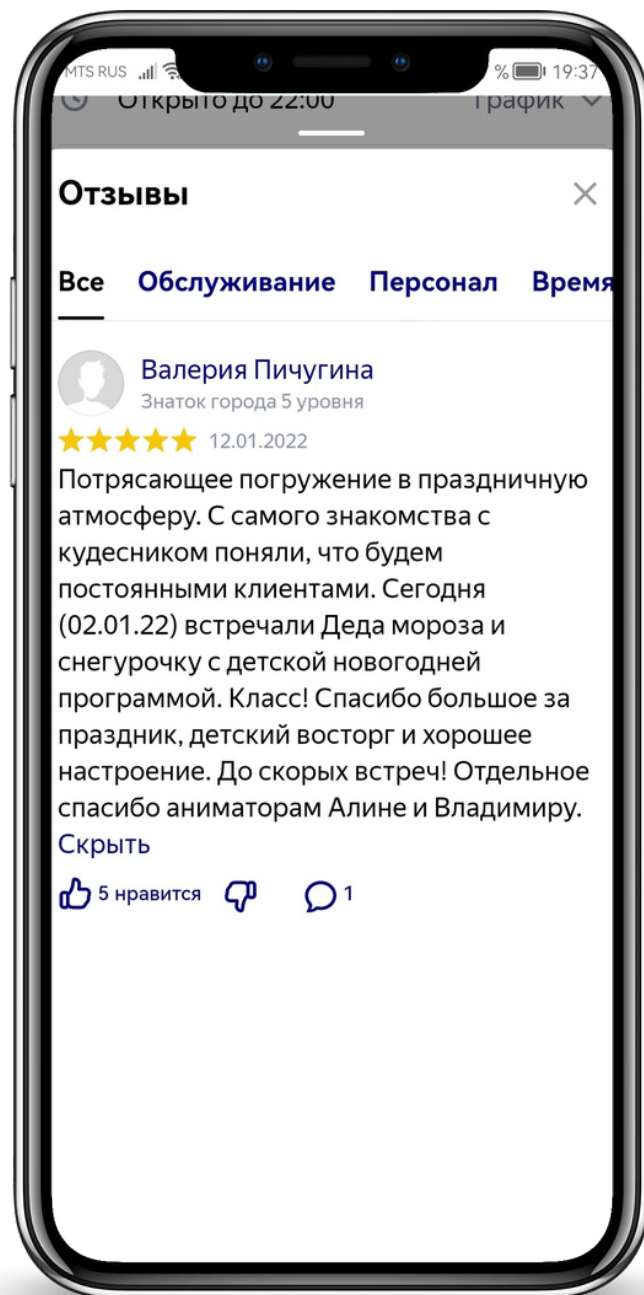 MTS RUS % 19:37
Открыто до 22:00 График
Отзывы
Все Обслуживание Персонал Время
Валерия Пичугина
Знаток города 5 уровня
12.01.2022
Потрясающее погружение в праздничную
атмосферу. С самого знакомства с
кудесником поняли, что будем
постоянными клиентами. Сегодня
(02.01.22) встречали Деда мороза и
снегурочку с детской новогодней
программой. Класс! Спасибо большое за
праздник, детский восторг и хорошее
настроение. До скорых встреч! Отдельное
спасибо аниматорам Алине и Владимиру.
Скрыть
5 нравится 1